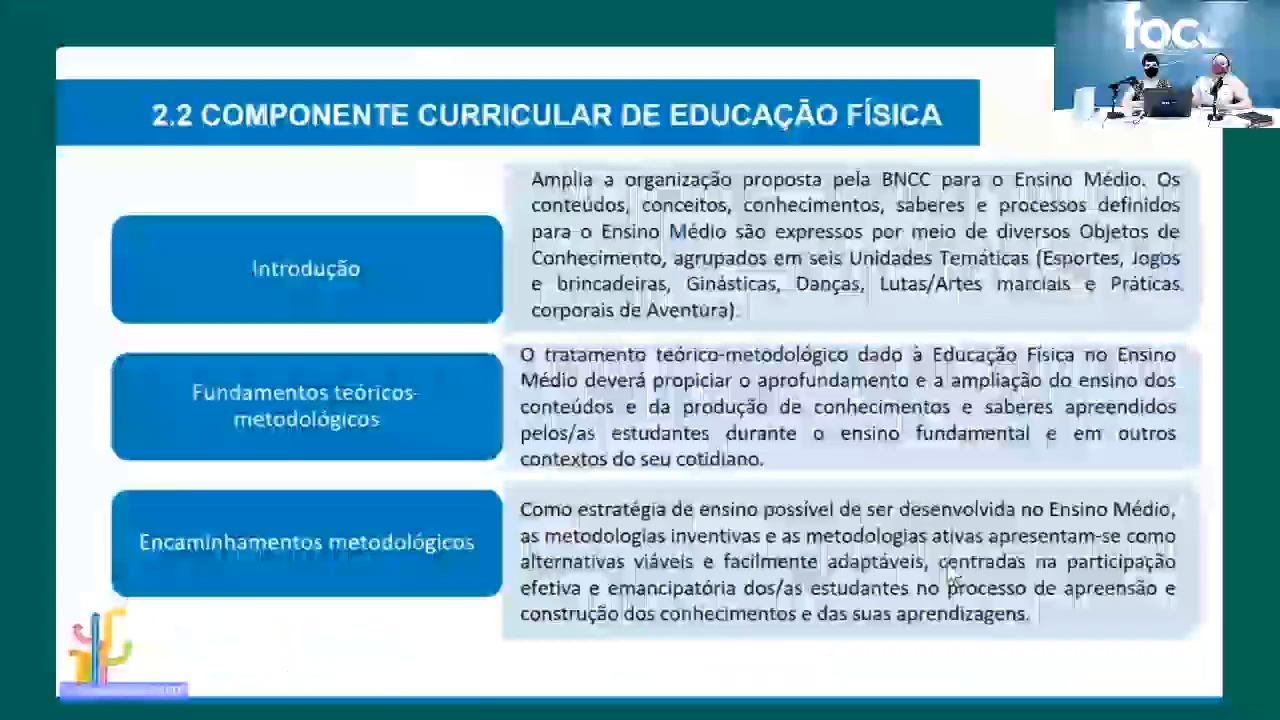 foc
2.2 COMPONENTE CURRICULAR DE EDUCAÇÃO FÍSICA
Introdução
Amplia a organização proposta pela BNCC para o Ensino Médio. Os
conteúdos, conceitos, conhecimentos, saberes e processos definidos
para o Ensino Médio são expressos por meio de diversos Objetos de
Conhecimento, agrupados em seis Unidades Temáticas (Esportes, Jogos
e brincadeiras, Ginásticas, Danças, Lutas/Artes marciais e Práticas
corporais de Aventura).
Fundamentos teóricos-
metodológicos
O tratamento teórico-metodológico dado à Educação Física no Ensino
Médio deverá propiciar o aprofundamento e a ampliação do ensino dos
conteúdos e da produção de conhecimentos e saberes apreendidos
pelos/as estudantes durante o ensino fundamental e em outros
contextos do seu cotidiano.
Encaminhamentos metodológicos
Como estratégia de ensino possível de ser desenvolvida no Ensino Médio,
as metodologias inventivas e as metodologias ativas apresentam-se como
alternativas viáveis e facilmente adaptáveis, centradas na participação
efetiva e emancipatória dos/as estudantes no processo de apreensão e
construção dos conhecimentos e das suas aprendizagens.